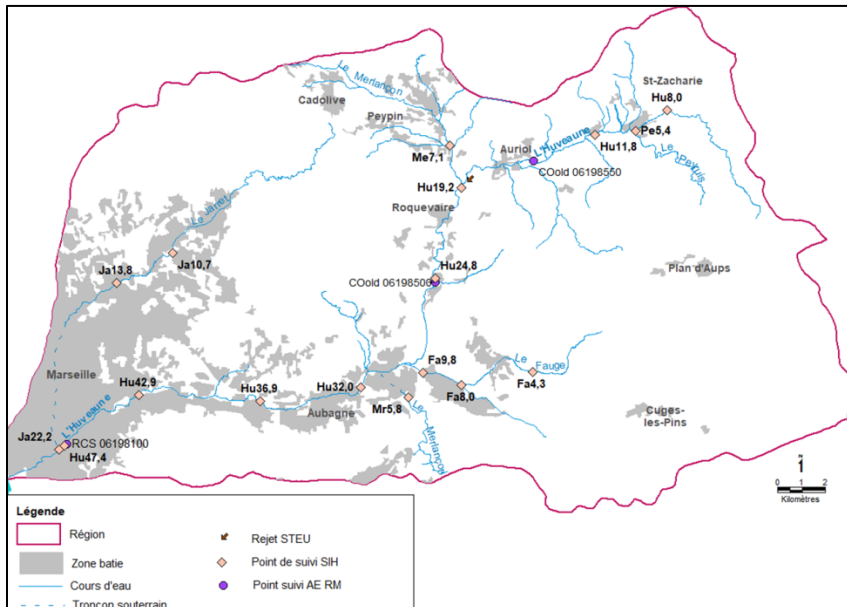 St-Zacharie
Hu8,0
Le Merlançon
Cadolive
Peypin
Auriol
L'Huveaune
Pe5,4
Me7,1
Hu11,8
Le Peiruis
COold 06198550
Hu19,2
Roquevaire
Le Jarret
Ja13,8
Ja10,7
Hu24,8
COold 06198500
Plan d'Aups
Marseille
Fa9,8
Le Fauge
Hu42,9
Hu36,9
Hu32,0
Fa8,0
Fa4,3
Aubagne
Mr5,8
Le Merlançon
Cuges-
les-Pins
L'Huveaune
Ja22,2
RCS 06198100
Hu47,4
N
0 1 2
Kilomètres
Légende
Région
Rejet STEU
Zone batie
Point de suivi SIH
Cours d'eau
Point suivi AE RM
Tronçon souterrain